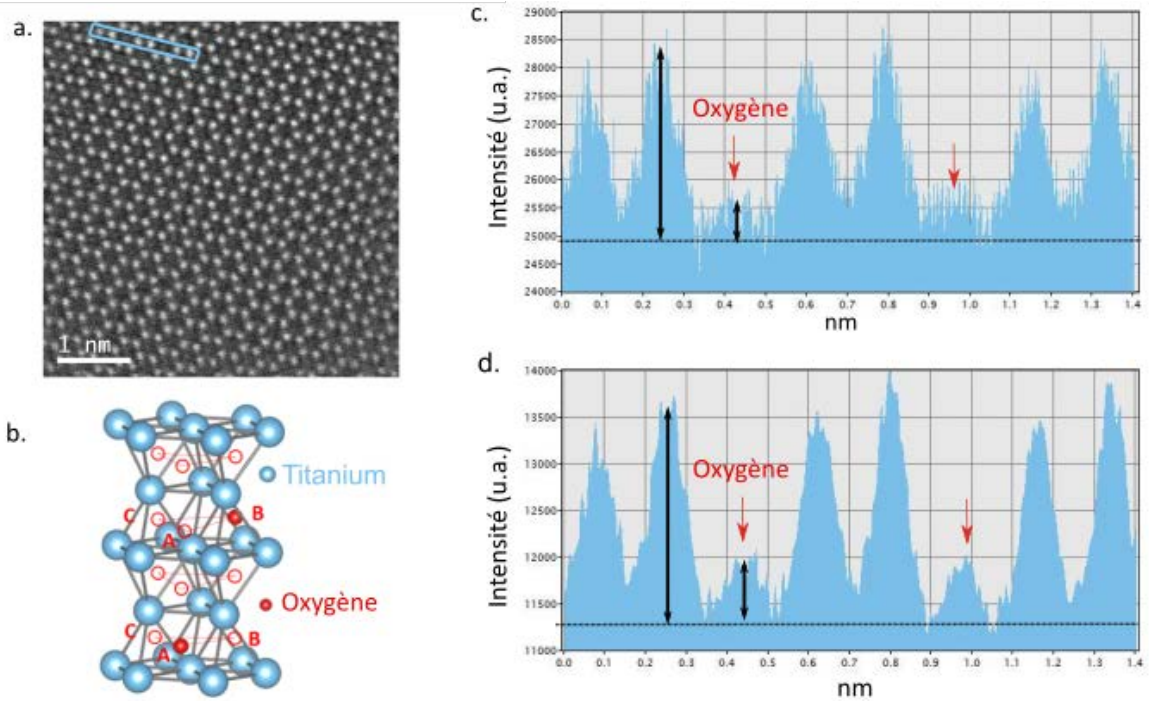 a.
1 nm
b.
Titanium
C
B
A
Oxygène
C
B
A
c.
Intensité (u.a.)
29000
28500
28000
27500
27000
26500
26000
25500
25000
24500
24000
Oxygène
0.0 0.1 0.2 0.3 0.4 0.5 0.6 0.7 0.8 0.9 1.0 1.1 1.2 1.3 1.4
nm
d.
Intensité (u.a.)
14000
13500
13000
12500
12000
11500
11000
Oxygène
0.0 0.1 0.2 0.3 0.4 0.5 0.6 0.7 0.8 0.9 1.0 1.1 1.2 1.3 1.4
nm